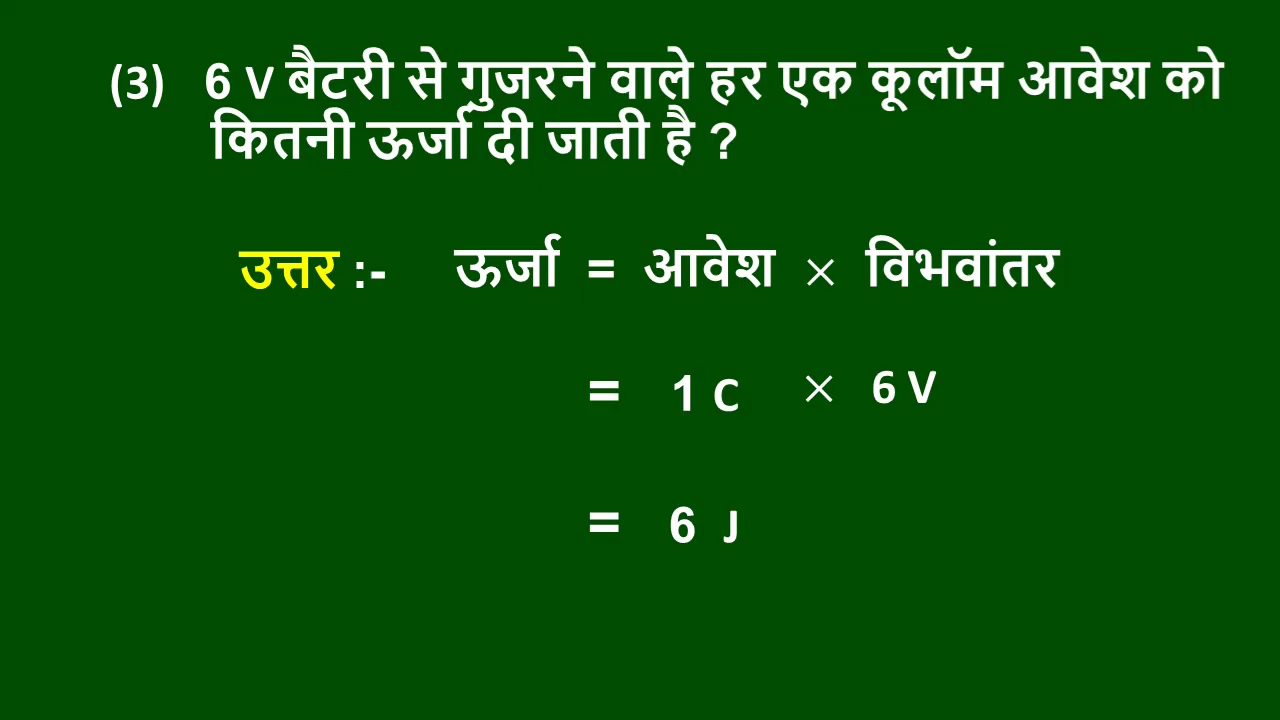 (3) 6 V बैटरी से गुजरने वाले हर एक कूलॉम आवेश को
कितनी ऊर्जा दी जाती है ?
उत्तर :- ऊर्जा = आवेश × विभवांतर
= 1 C × 6 V
= 6 J